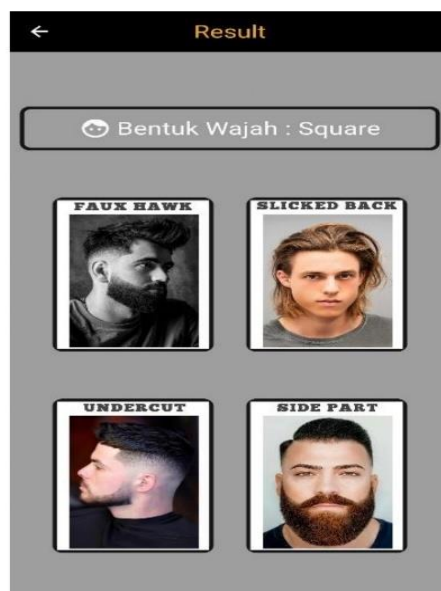 Result
Bentuk Wajah : Square
FAUX HAWK
SLICKED BACK
UNDERCUT
SIDE PART